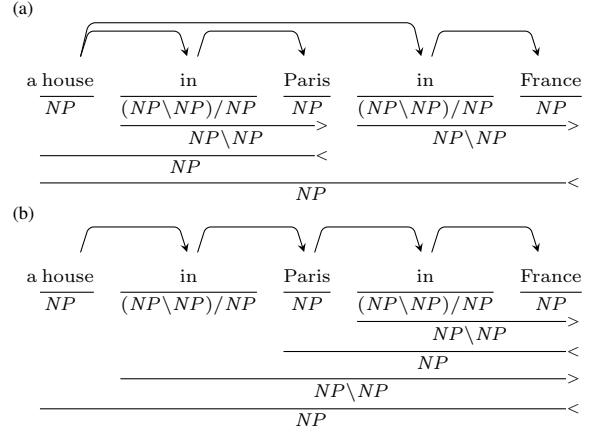 (a)
a house in Paris in France
NP (NP\NP)/NP NP (NP\NP)/NP NP
> >
NP\NP NP\NP
<
NP
<
NP
(b)
a house in Paris in France
NP (NP\NP)/NP NP (NP\NP)/NP NP
>
NP\NP
<
NP
>
NP\NP
<
NP